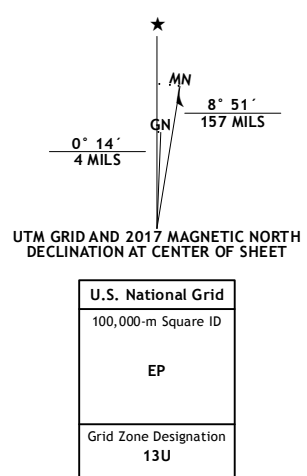 ★
MN
8° 51´
157 MILS
GN
0° 14´
4 MILS
UTM GRID AND 2017 MAGNETIC NORTH
DECLINATION AT CENTER OF SHEET
U.S. National Grid
100,000-m Square ID
EP
Grid Zone Designation
13U